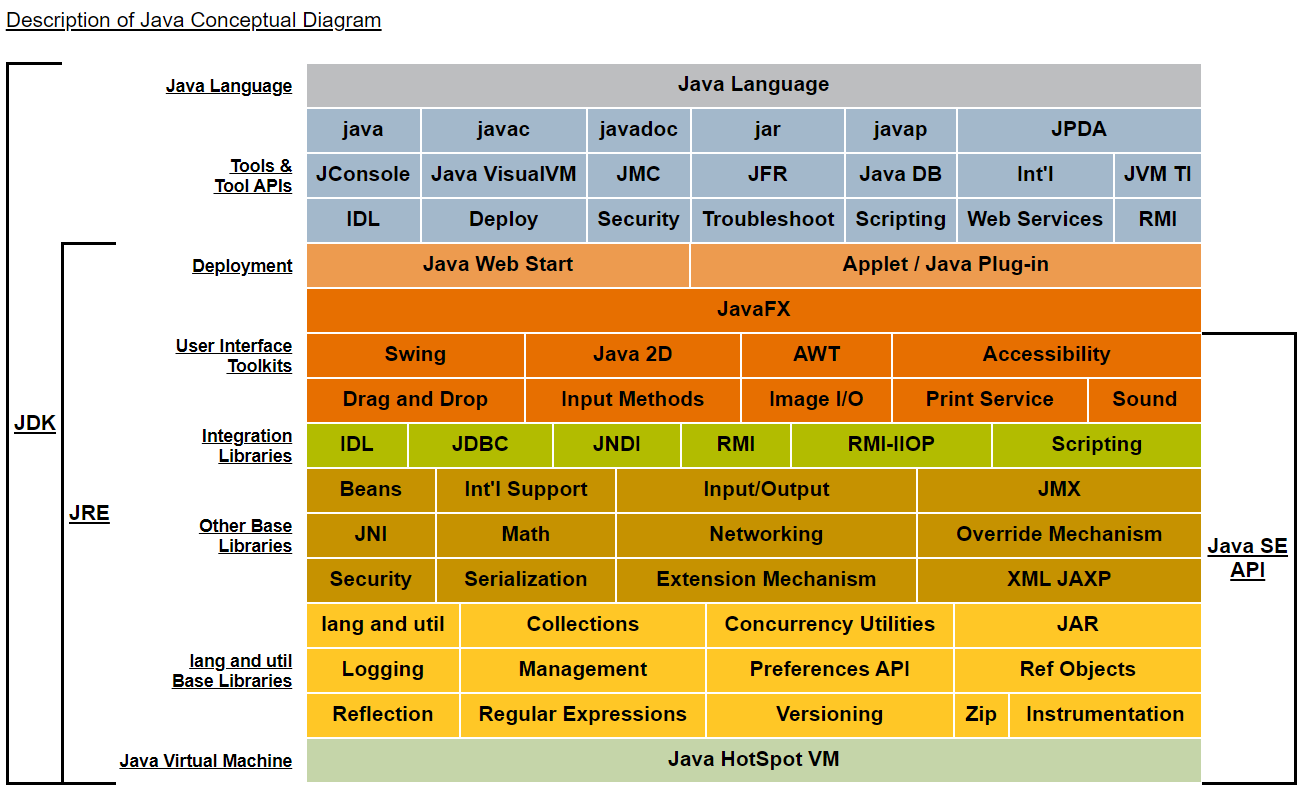 Description of Java Conceptual Diagram
Java Language
Java Language
java javac javadoc jar javap JPDA
Tools &
Tool APIs
JConsole Java VisualVM JMC JFR Java DB Int'l JVM TI
IDL Deploy Security Troubleshoot Scripting Web Services RMI
Deployment
Java Web Start Applet / Java Plug-in
JavaFX
User Interface
Toolkits
Swing Java 2D AWT Accessibility
Drag and Drop Input Methods Image I/O Print Service Sound
JDK
Integration
Libraries
IDL JDBC JNDI RMI RMI-IIOP Scripting
Beans Int'l Support Input/Output JMX
JRE
Other Base
Libraries
JNI Math Networking Override Mechanism
Java SE
API
Security Serialization Extension Mechanism XML JAXP
lang and util Collections Concurrency Utilities JAR
lang and util
Base Libraries
Logging Management Preferences API Ref Objects
Reflection Regular Expressions Versioning Zip Instrumentation
Java Virtual Machine
Java HotSpot VM